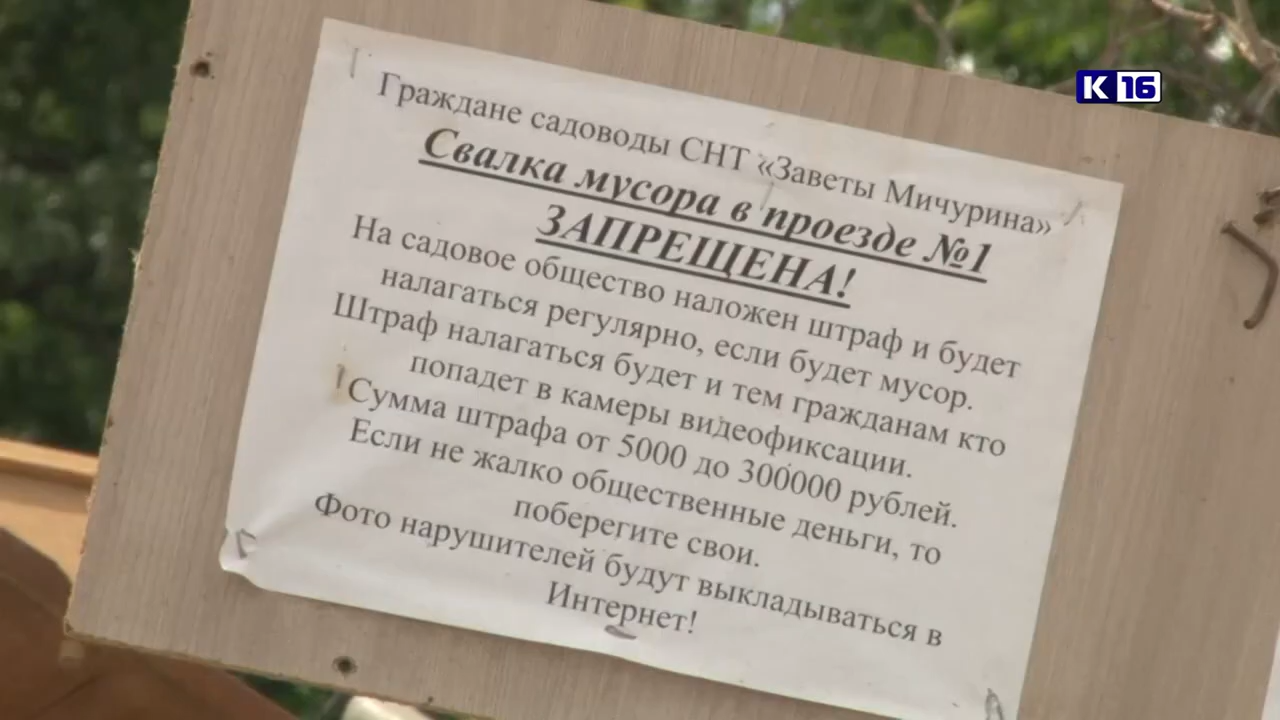 К 16
Граждане садоводы СНТ «Заветы Мичурина»
Свалка мусора в проезде №1
ЗАПРЕЩЕНА!
На садовое общество наложен штраф и будет
налагаться регулярно, если будет мусор.
Штраф налагаться будет и тем гражданам кто
попадет в камеры видеофиксации.
Сумма штрафа от 5000 до 300000 рублей.
Если не жалко общественные деньги, то
поберегите свои.
Фото нарушителей будут выкладываться в
Интернет!